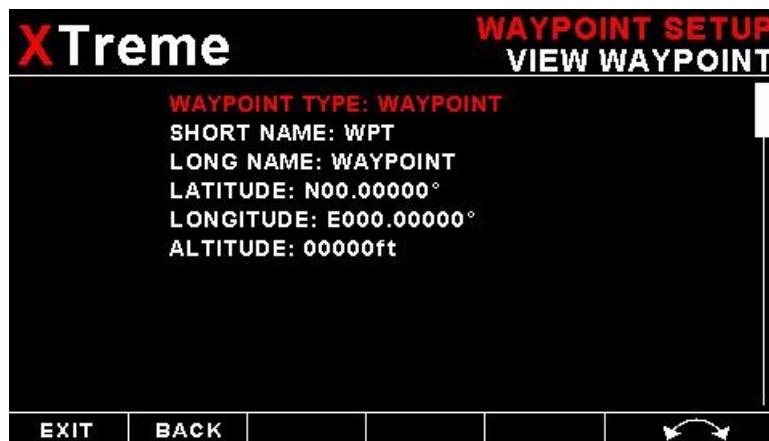 XTreme
WAYPOINT SETUP
VIEW WAYPOINT
WAYPOINT TYPE: WAYPOINT
SHORT NAME: WPT
LONG NAME: WAYPOINT
LATITUDE: N00.00000°
LONGITUDE: E000.00000°
ALTITUDE: 00000ft
EXIT BACK